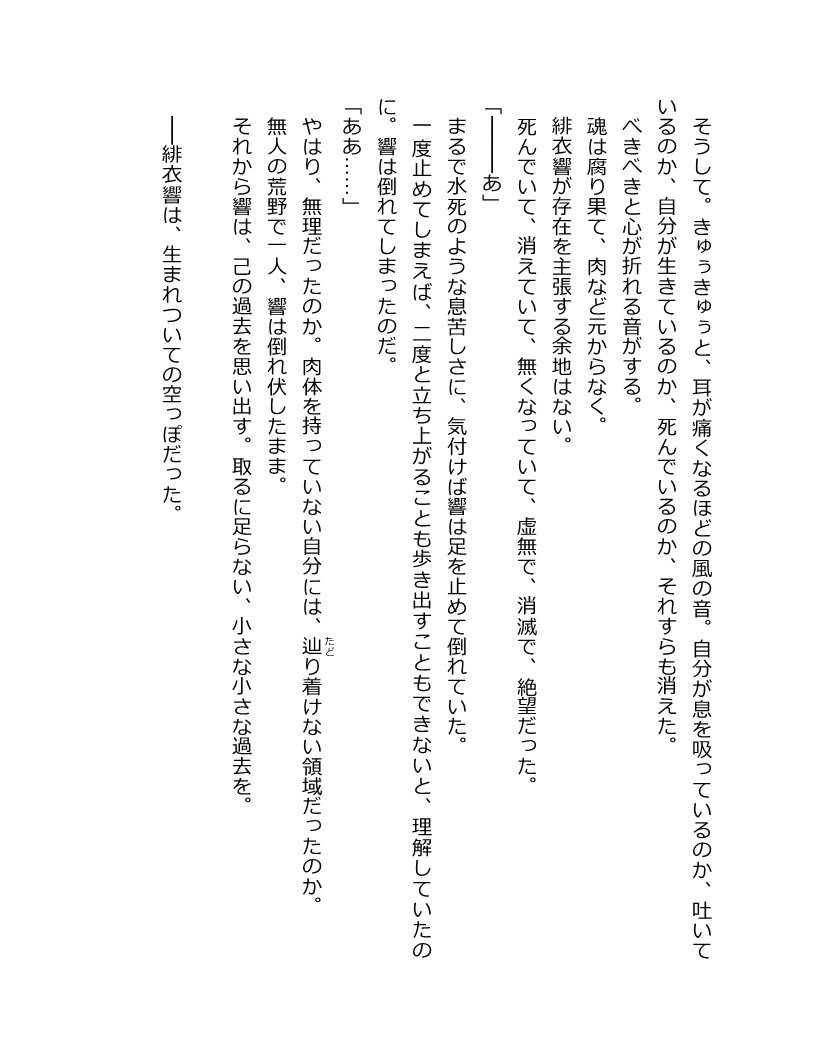 そうして。きゅぅきゅぅと、耳が痛くなるほどの風の音。自分が息を吸っているのか、吐いて
いるのか、自分が生きているのか、死んでいるのか、それすらも消えた。
べきべきと心が折れる音がする。
魂は腐り果て、肉など元からなく。
緋衣響が存在を主張する余地はない。
死んでいて、消えていて、無くなっていて、虚無で、消滅で、絶望だった。
「―――あ」
まるで水死のような息苦しさに、気付けば響は足を止めて倒れていた。
一度止めてしまえば、二度と立ち上がることも歩き出すこともできないと、理解していたの
に。響は倒れてしまったのだ。
「ああ……」
やはり、無理だったのか。肉体を持っていない自分には、辿り着けない領域だったのか。
たど
無人の荒野で一人、響は倒れ伏したまま。
それから響は、己の過去を思い出す。取るに足らない、小さな小さな過去を。
――緋衣響は、生まれついての空っぽだった。